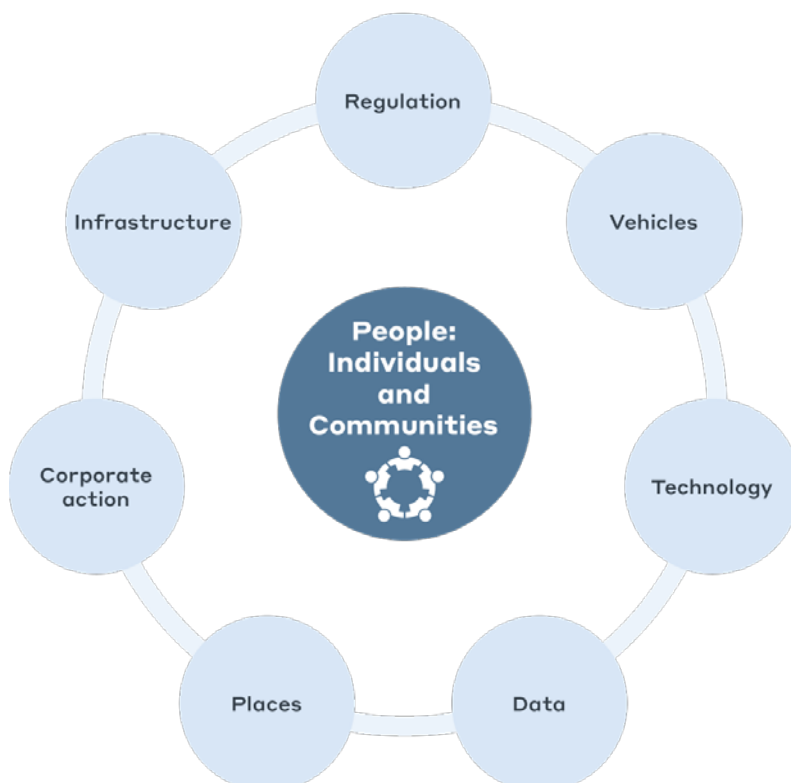 Regulation
Infrastructure
Vehicles
People:
Individuals
and
Communities
Corporate
action
Technology
Places
Data